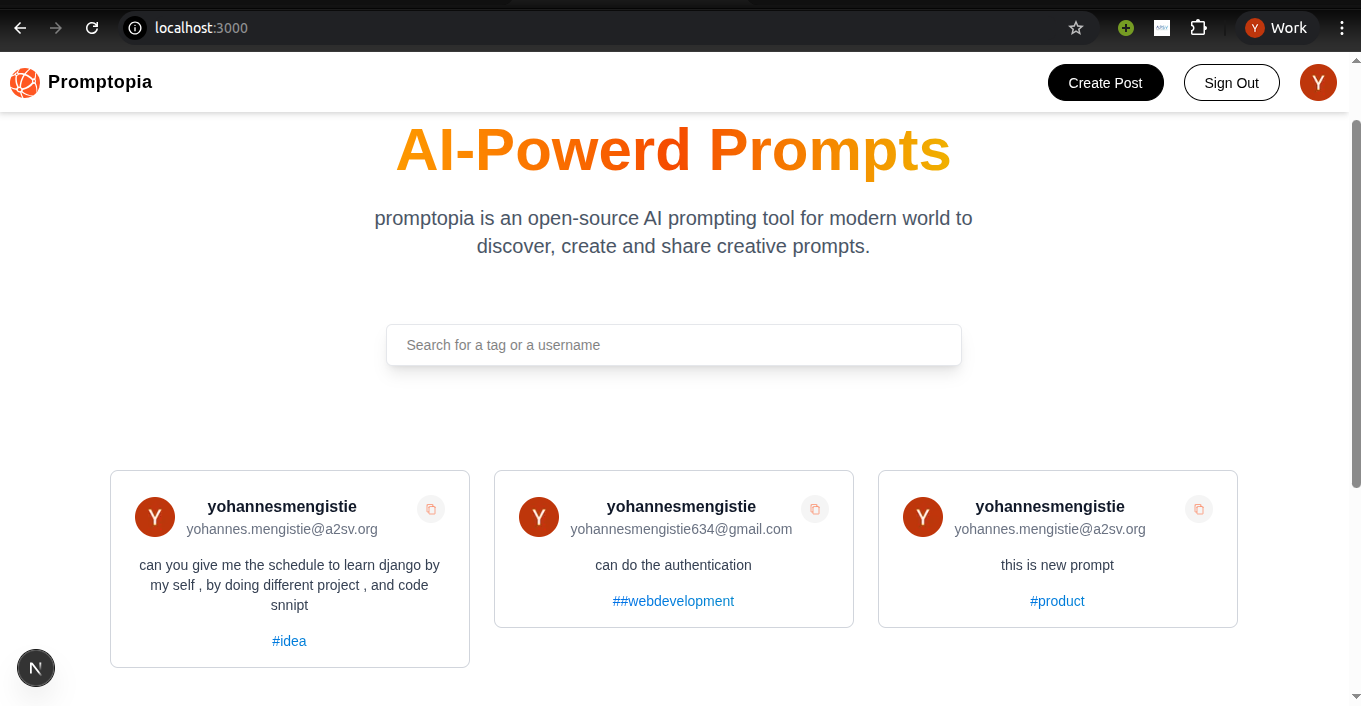 localhost:3000
Y Work
Promptopia
Create Post
Sign Out
Y
AI-Powerd Prompts
promptopia is an open-source AI prompting tool for modern world to
discover, create and share creative prompts.
Search for a tag or a username
Y
yohannesmengistie
yohannes.mengistie@a2sv.org
can you give me the schedule to learn django by
my self , by doing different project , and code
snnipt
#idea
Y
yohannesmengistie
yohannesmengistie634@gmail.com
can do the authentication
##webdevelopment
Y
yohannesmengistie
yohannes.mengistie@a2sv.org
this is new prompt
#product
N